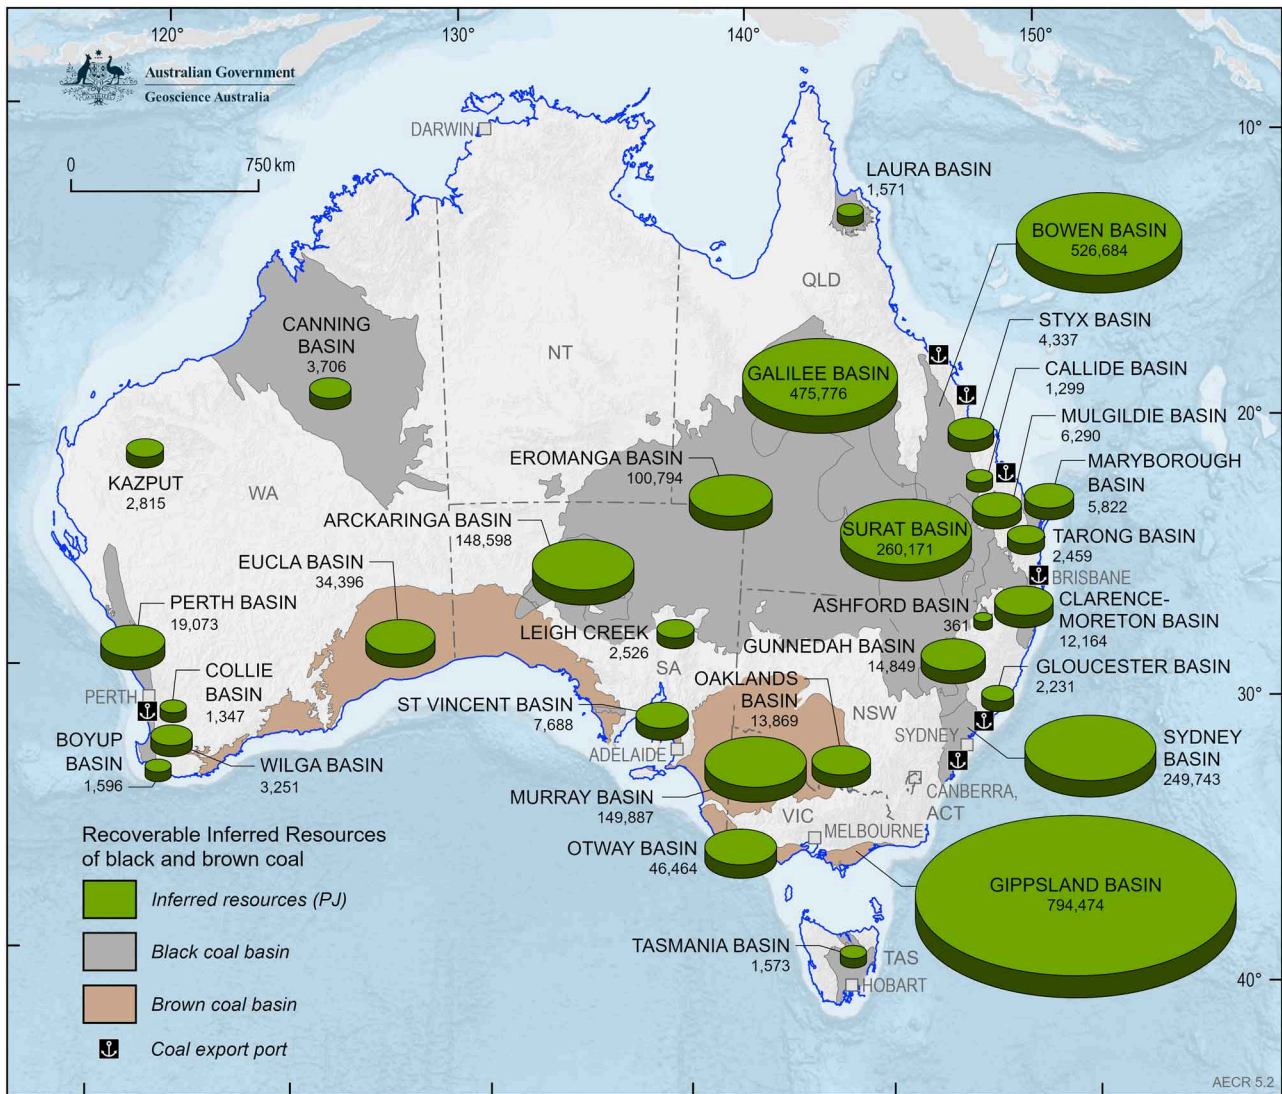 120°
130°
140°
150°
Australian Government
Geoscience Australia
0
750 km
DARWIN
10°
LAURA BASIN
1,571
BOWEN BASIN
526,684
QLD
CANNING
BASIN
3,706
NT
STYX BASIN
4,337
GALILEE BASIN
475,776
CALLIDE BASIN
1,299
MULGILDIE BASIN
6,290
20°
EROMANGA BASIN
100,794
MARYBOROUGH
BASIN
5,822
KAZPUT
2,815
WA
ARCKARINGA BASIN
148,598
SURAT BASIN
260,171
TARONG BASIN
2,459
EUCLA BASIN
34,396
BRISBANE
PERTH BASIN
19,073
ASHFORD BASIN
361
CLARENCE-
MORETON BASIN
12,164
LEIGH CREEK
2,526
GUNNEDAH BASIN
14,849
SA
COLLIE
BASIN
1,347
OAKLANDS
BASIN
13,869
GLOUCESTER BASIN
2,231
30°
PERTH
ST VINCENT BASIN
7,688
NSW
SYDNEY
SYDNEY
BASIN
249,743
BOYUP
BASIN
1,596
ADELAIDE
WILGA BASIN
3,251
MURRAY BASIN
149,887
CANBERRA,
ACT
VIC
MELBOURNE
OTWAY BASIN
46,464
GIPPSLAND BASIN
794,474
Recoverable Inferred Resources
of black and brown coal
Inferred resources (PJ)
Black coal basin
Brown coal basin
Coal export port
TASMANIA BASIN
1,573
TAS
HOBART
40°
AECR 5.2